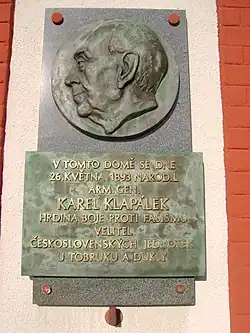 V TOMTO DOMĚ SE DNE
26. KVĚTNA 1893 NARODIL
ARM. GEN.
KAREL KLAPÁLEK
HRDINA BOJE PROTI FAŠISMU
VELITEL
ČESKOSLOVENSKÝCH JEDNOTEK
U TOBRUKU A DUKLY